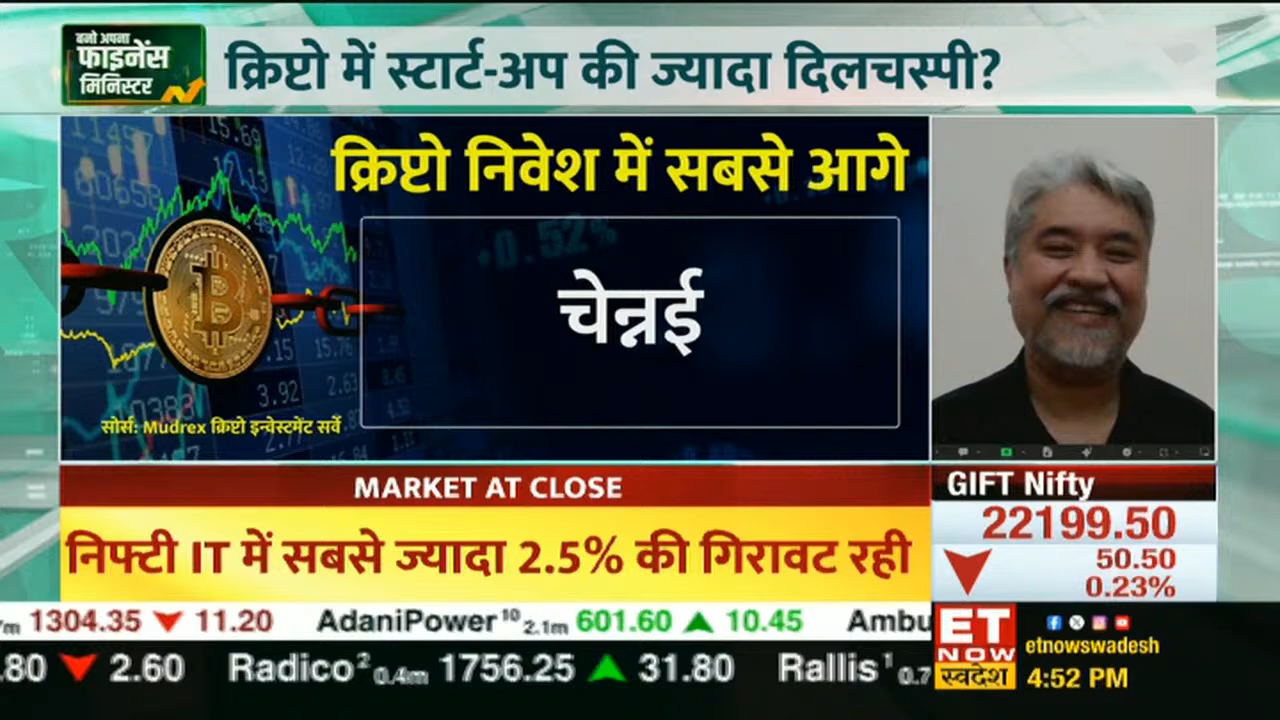 बनो अपना
फाइनेंस
मिनिस्टर
क्रिप्टो में स्टार्ट-अप की ज्यादा दिलचस्पी?
क्रिप्टो निवेश में सबसे आगे
चेन्नई
सोर्स: Mudrex क्रिप्टो इन्वेस्टमेंट सर्वे
MARKET AT CLOSE
निफ्टी IT में सबसे ज्यादा 2.5% की गिरावट रही
GIFT Nifty
22199.50
50.50
0.23%
1304.35 ▼ 11.20 AdaniPower 10 2.1m 601.60 ▲ 10.45 Ambu
.80 ▼ 2.60 Radico 2 0.4m 1756.25 ▲ 31.80 Rallis 1 0.7
ET
NOW
स्वदेश
etnowswadesh
4:52 PM